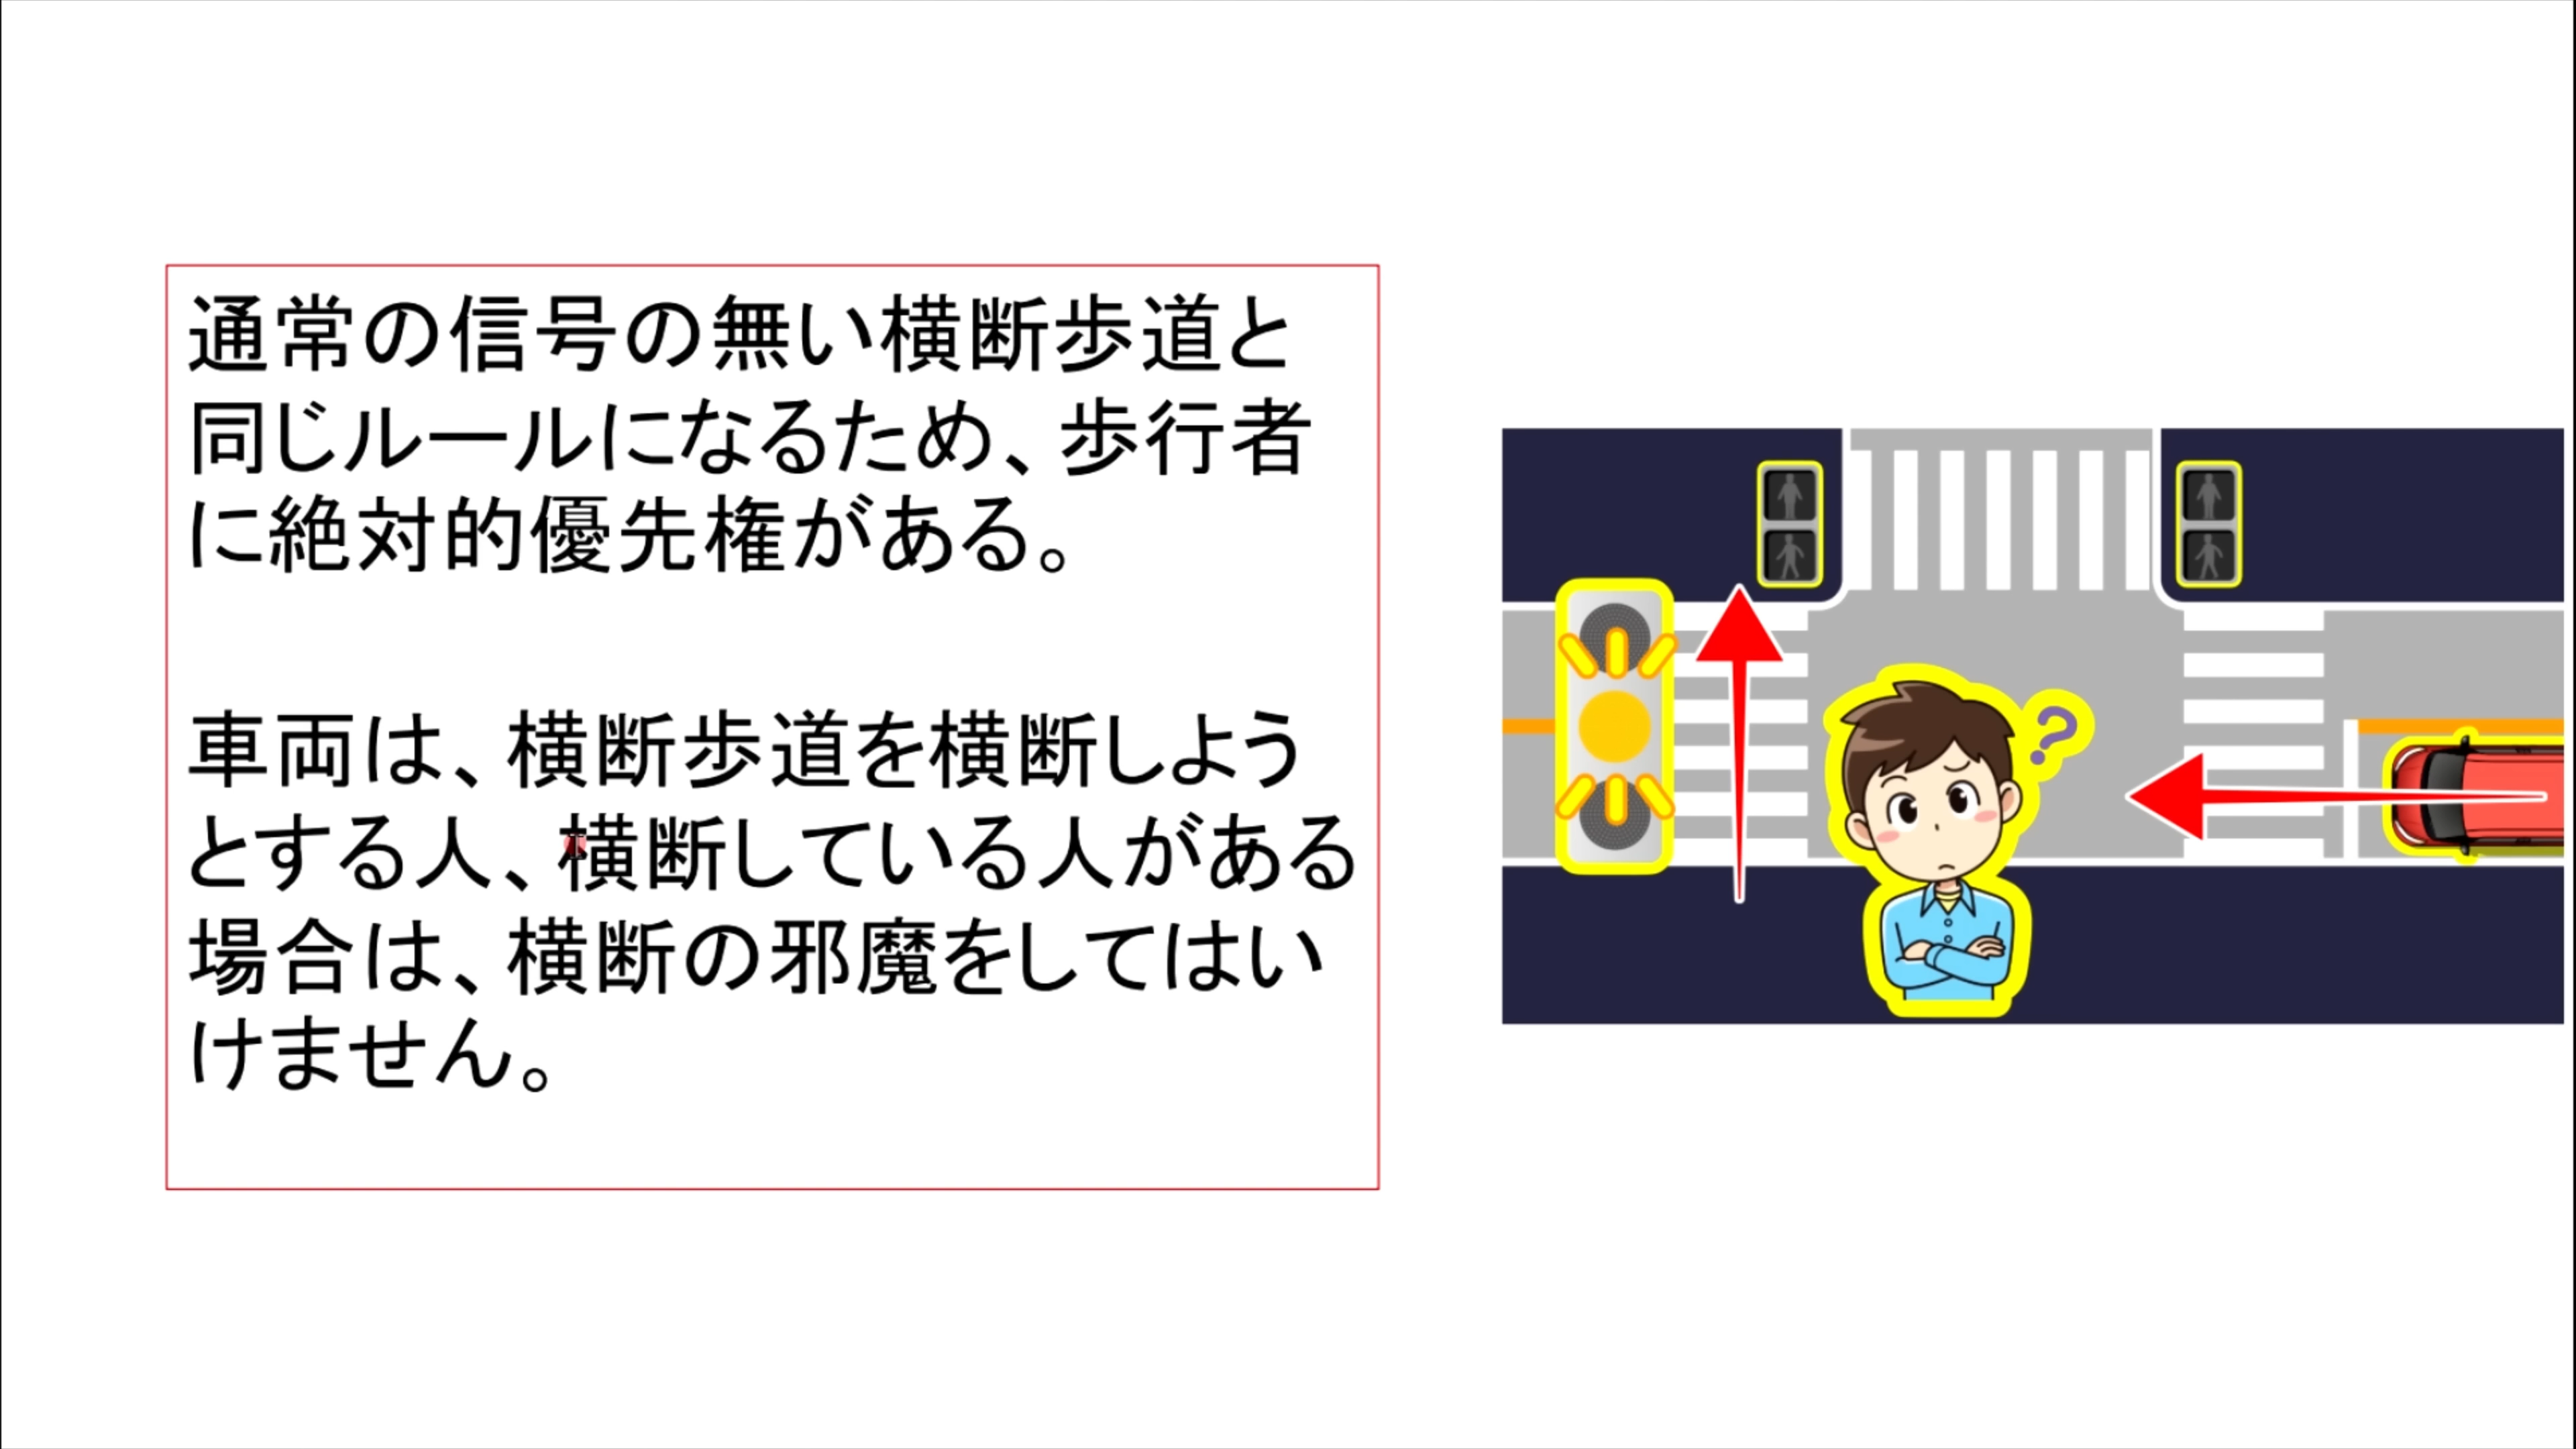 通常の信号の無い横断歩道と
同じルールになるため、歩行者
に絶対的優先権がある。
車両は、横断歩道を横断しよう
とする人、横断している人がある
場合は、横断の邪魔をしてはい
けません。
?